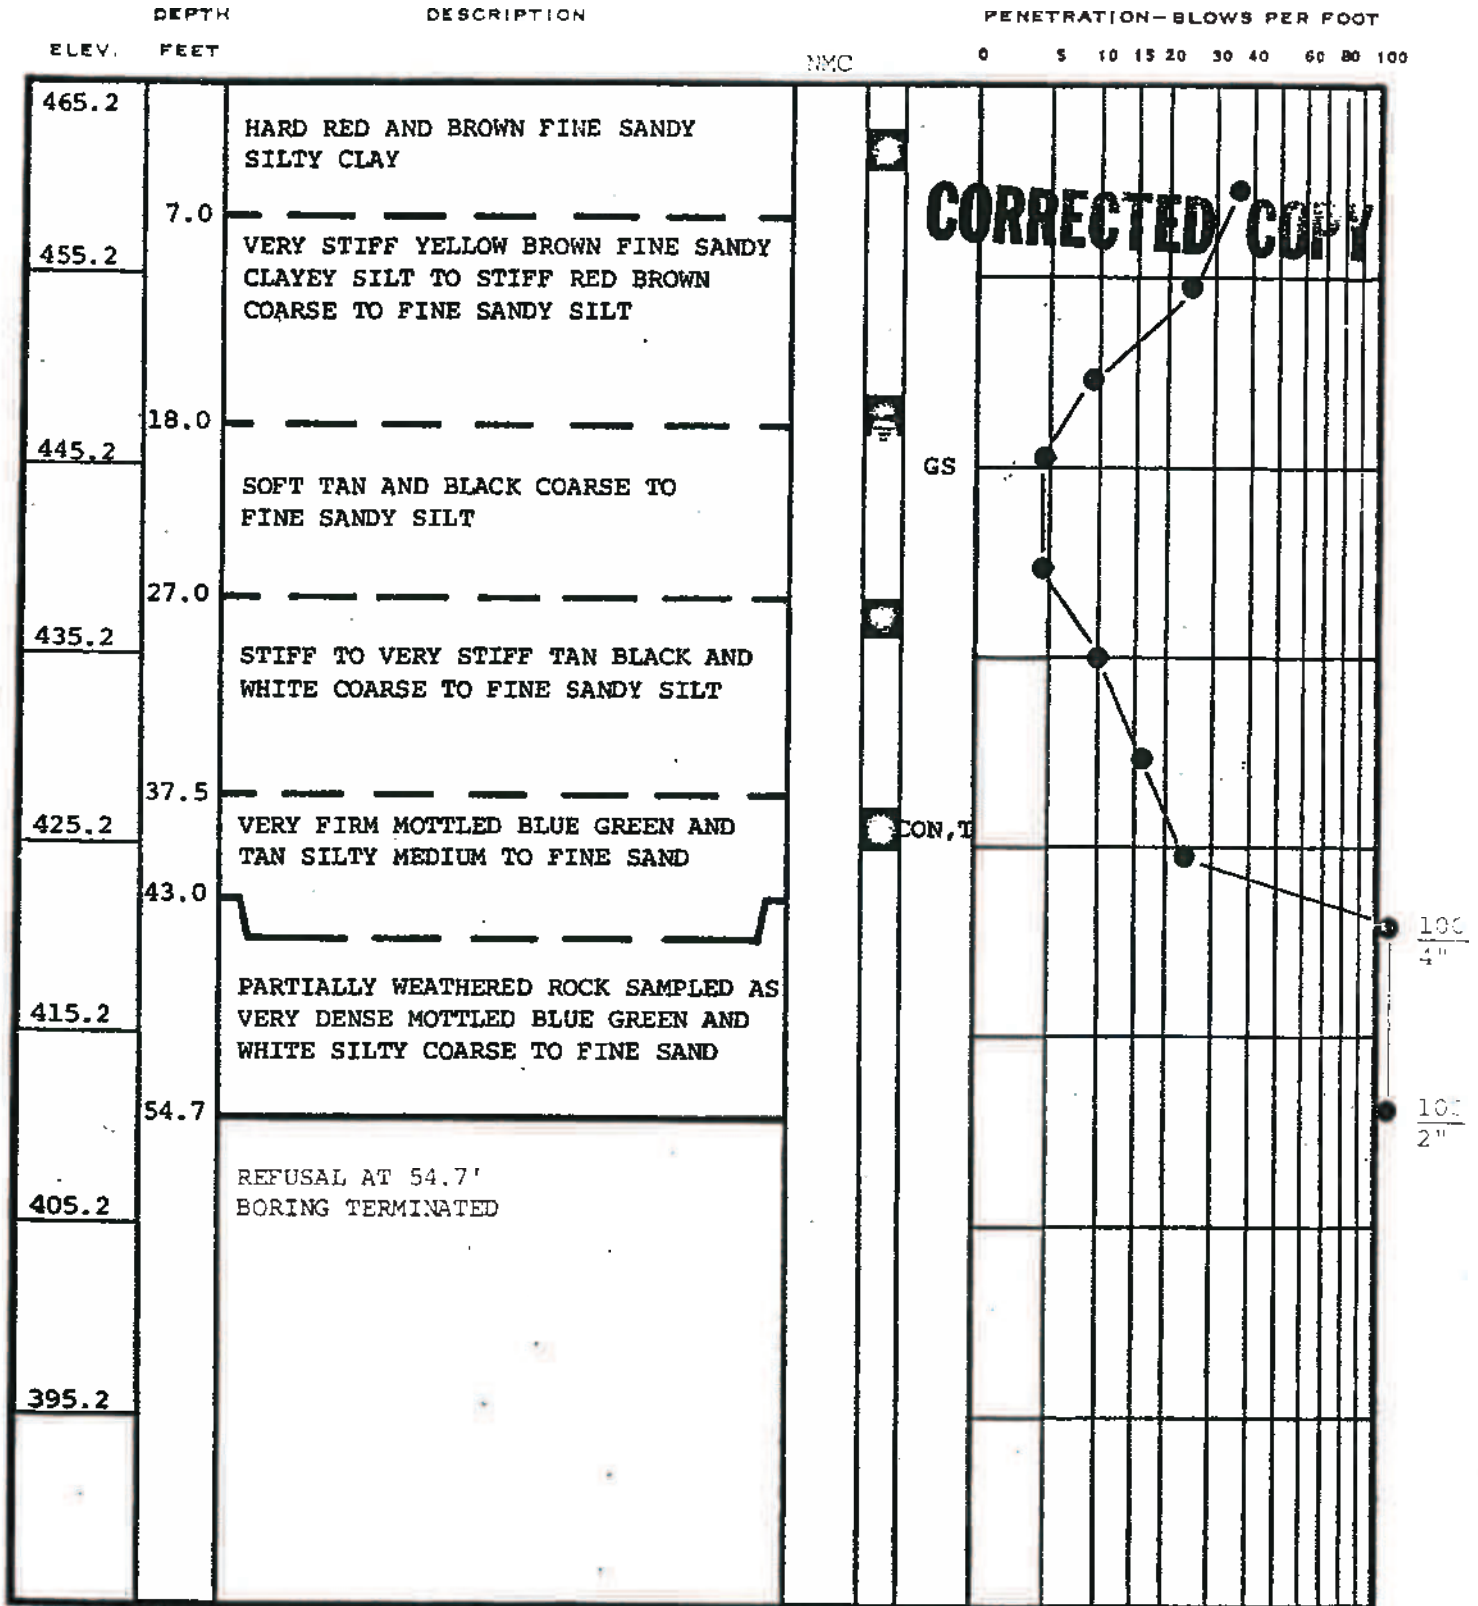 DEPTH DESCRIPTION PENETRATION-BLOWS PER FOOT
ELEV. FEET NMC 0 5 10 15 20 30 40 60 80 100
465.2
HARD RED AND BROWN FINE SANDY
SILTY CLAY
CORRECTED COPY
7.0
VERY STIFF YELLOW BROWN FINE SANDY
455.2
CLAYEY SILT TO STIFF RED BROWN
COARSE TO FINE SANDY SILT
18.0
445.2
GS
SOFT TAN AND BLACK COARSE TO
FINE SANDY SILT
27.0
435.2
STIFF TO VERY STIFF TAN BLACK AND
WHITE COARSE TO FINE SANDY SILT
37.5
425.2
VERY FIRM MOTTLED BLUE GREEN AND
CON,T
TAN SILTY MEDIUM TO FINE SAND
43.0
4"
PARTIALLY WEATHERED ROCK SAMPLED AS
415.2
VERY DENSE MOTTLED BLUE GREEN AND
WHITE SILTY COARSE TO FINE SAND
54.7
2"
REFUSAL AT 54.7'
405.2
BORING TERMINATED
395.2